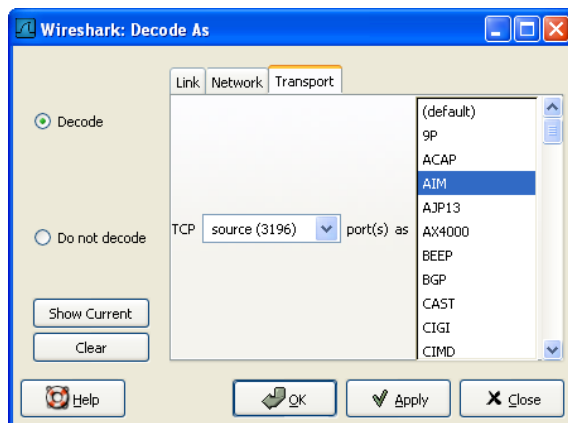 Wireshark: Decode As
Link Network Transport
Decode
Do not decode
Show Current
Clear
TCP source (3196) port(s) as
(default)
9P
ACAP
AIM
AJP13
AX4000
BEEP
BGP
CAST
CIGI
CIMD
Help OK Apply Close